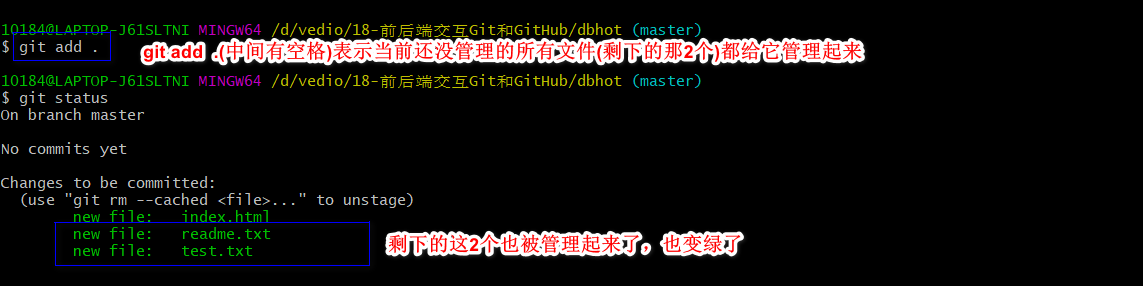 10184@LAPTOP-J61SLTNI MINGW64 /d/vedio/18-前后端交互Git和GitHub/dbhot (master)
$ git add .
git add .(中间有空格)表示当前还没管理的所有文件(剩下的那2个)都给它管理起来
10184@LAPTOP-J61SLTNI MINGW64 /d/vedio/18-前后端交互Git和GitHub/dbhot (master)
$ git status
On branch master
No commits yet
Changes to be committed:
(use "git rm --cached <file>..." to unstage)
new file: index.html
new file: readme.txt
new file: test.txt
剩下的这2个也被管理起来了，也变绿了